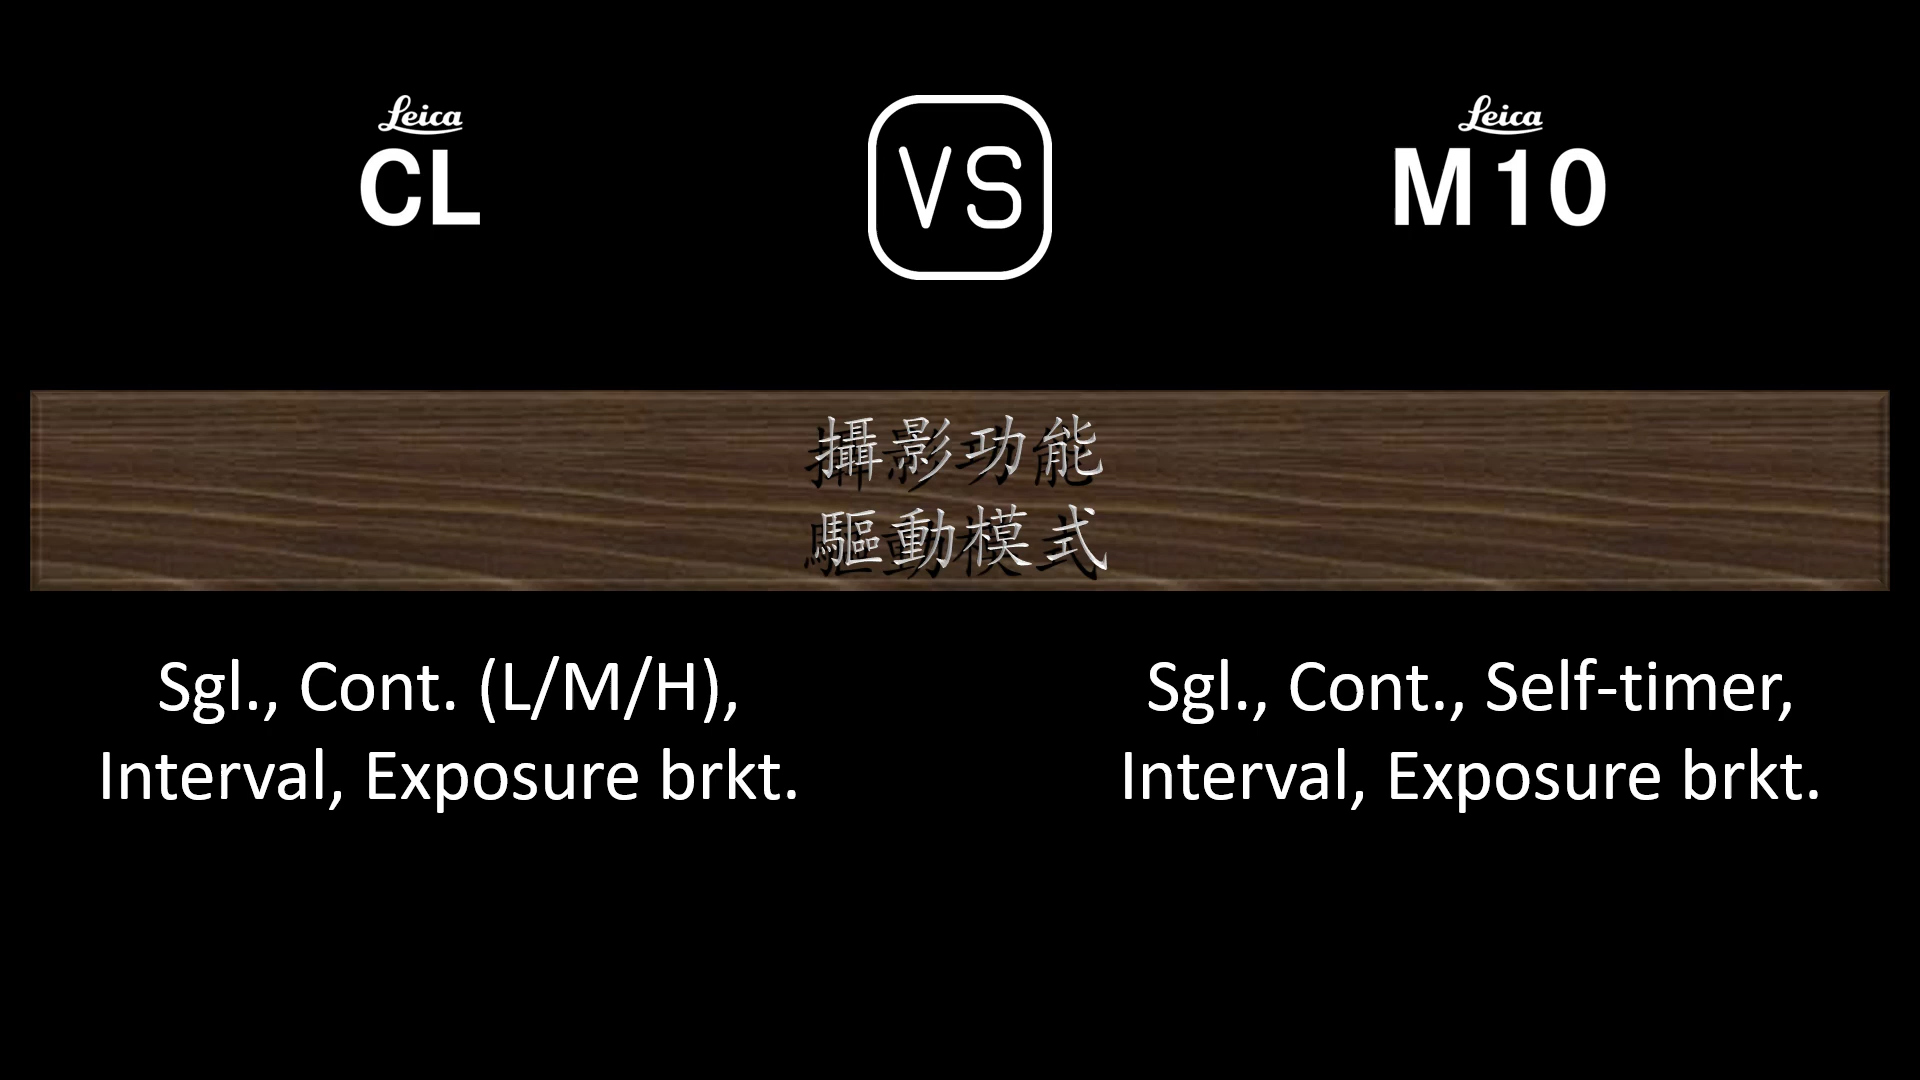 Leica
CL
VS
Leica
M10
攝影功能
驅動模式
Sgl., Cont. (L/M/H),
Interval, Exposure brkt.
Sgl., Cont., Self-timer,
Interval, Exposure brkt.